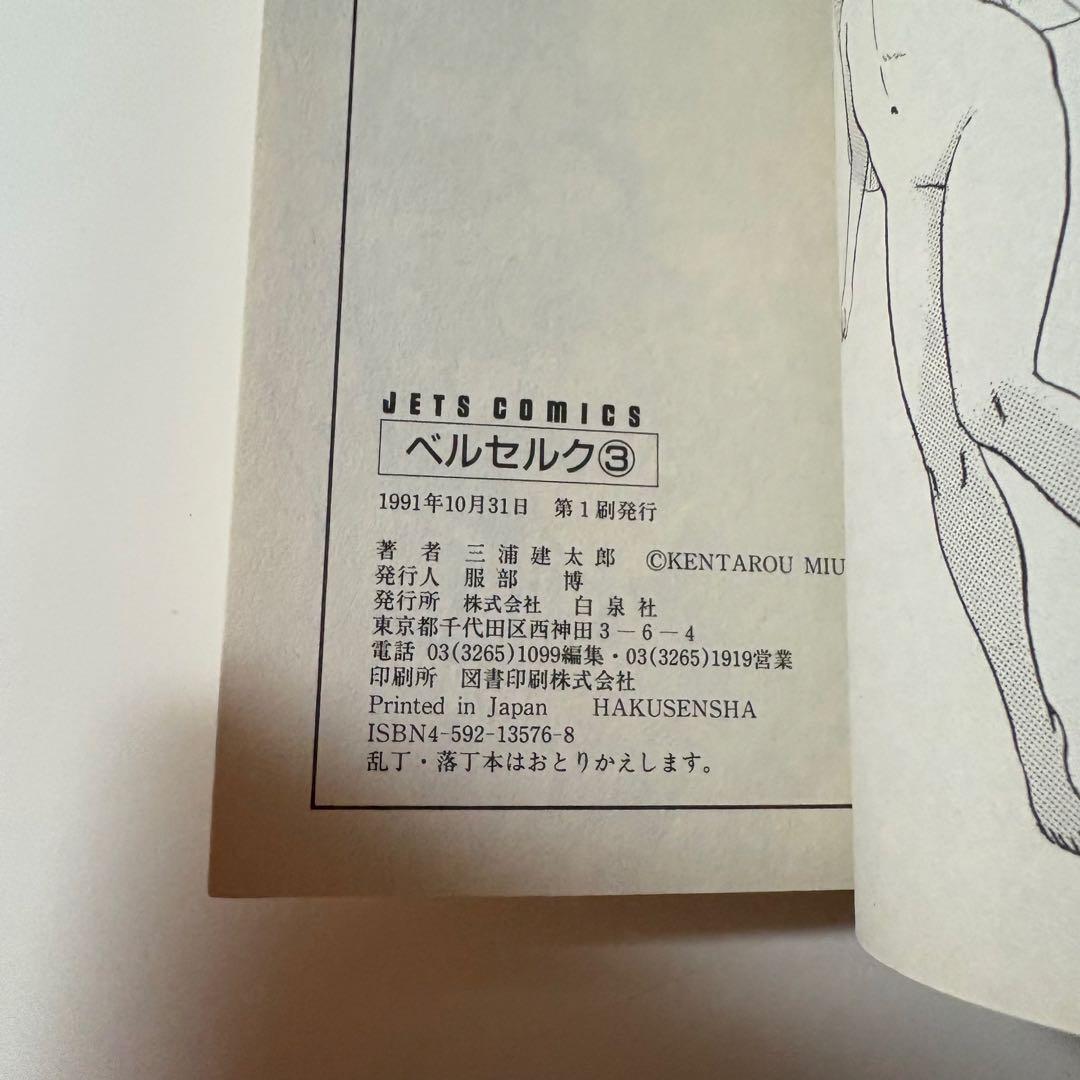 JETS COMICS
ベルセルク③
1991年10月31日　第1刷発行
著　者　三浦建太郎　©KENTAROU MIU
発行人　服部　博
発行所　株式会社　白泉社
東京都千代田区西神田3－6－4
電話 03(3265)1099編集・03(3265)1919営業
印刷所　図書印刷株式会社
Printed in Japan　HAKUSENSHA
ISBN4-592-13576-8
乱丁・落丁本はおとりかえします。